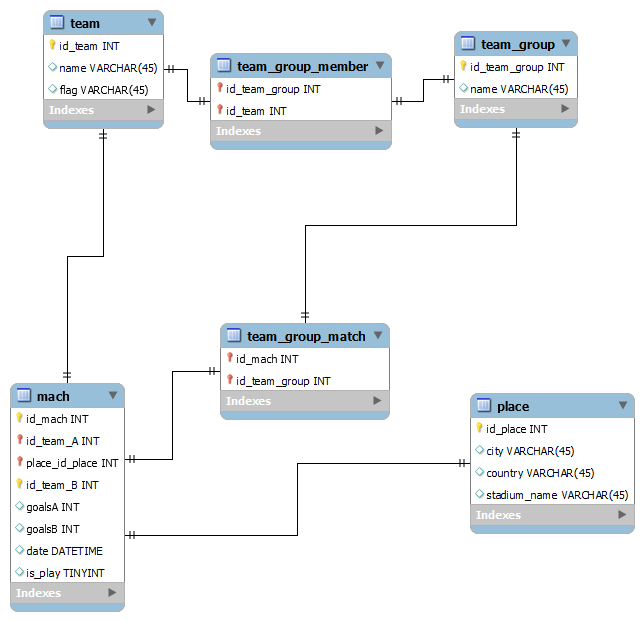 team
id_team INT
name VARCHAR(45)
flag VARCHAR(45)
Indexes
team_group_member
id_team_group INT
id_team INT
Indexes
team_group
id_team_group INT
name VARCHAR(45)
Indexes
team_group_match
id_mach INT
id_team_group INT
Indexes
mach
id_mach INT
id_team_A INT
place_id_place INT
id_team_B INT
goalsA INT
goalsB INT
date DATETIME
is_play TINYINT
Indexes
place
id_place INT
city VARCHAR(45)
country VARCHAR(45)
stadium_name VARCHAR(45)
Indexes